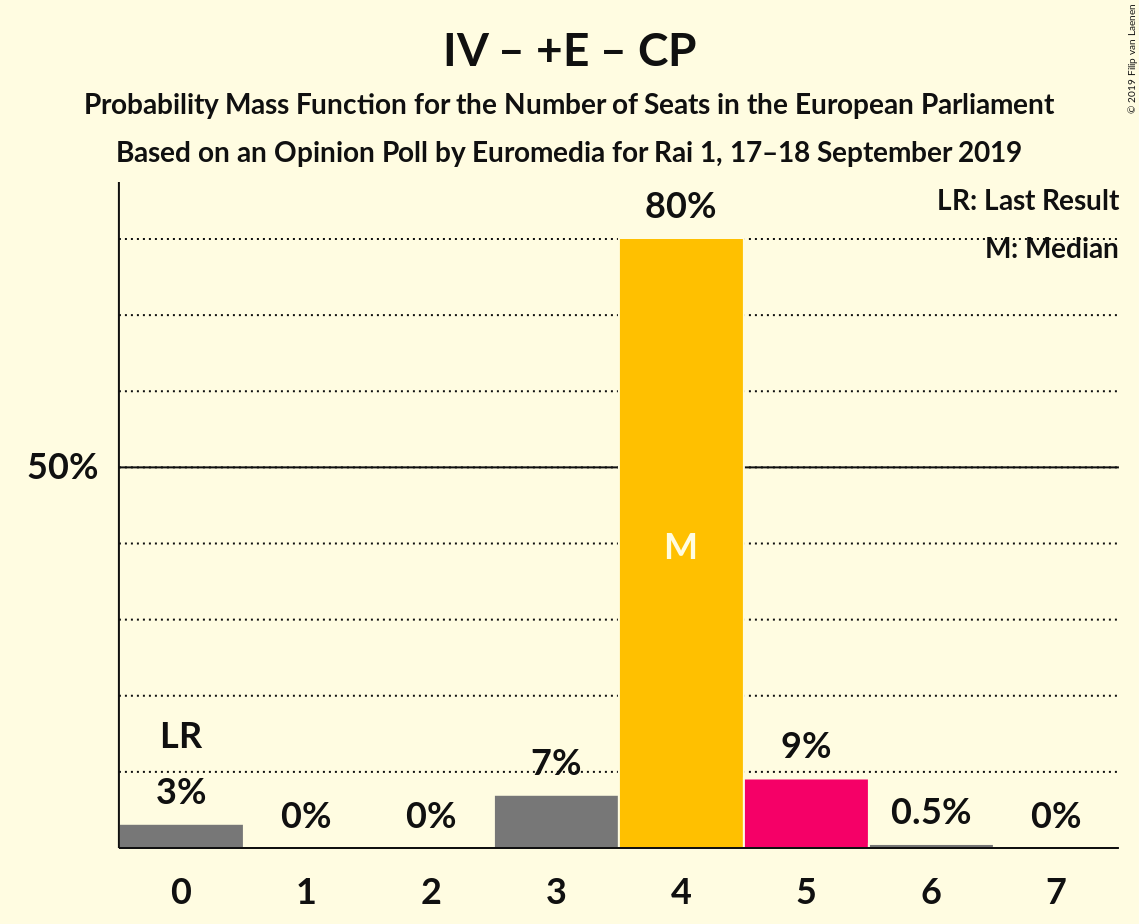 IV – +E – CP
Probability Mass Function for the Number of Seats in the European Parliament
Based on an Opinion Poll by Euromedia for Rai 1, 17–18 September 2019
© 2019 Filip van Laenen
LR: Last Result
M: Median
80%
50%
M
LR
3%
0%
0%
7%
9%
0.5%
0%
0 1 2 3 4 5 6 7